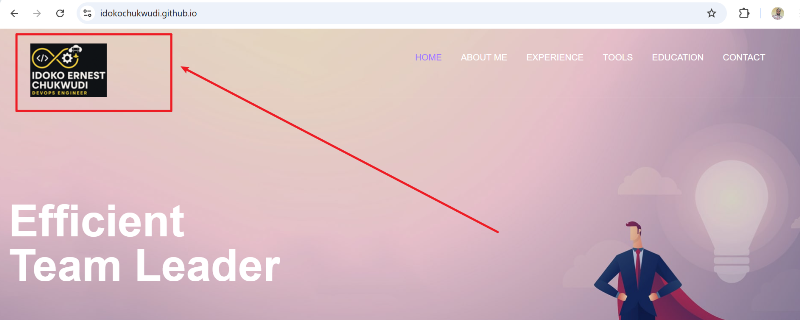 idokochukwudi.github.io
IDOKO ERNEST
CHUKWUDI
DEVOPS ENGINEER
HOME ABOUT ME EXPERIENCE TOOLS EDUCATION CONTACT
Efficient
Team Leader